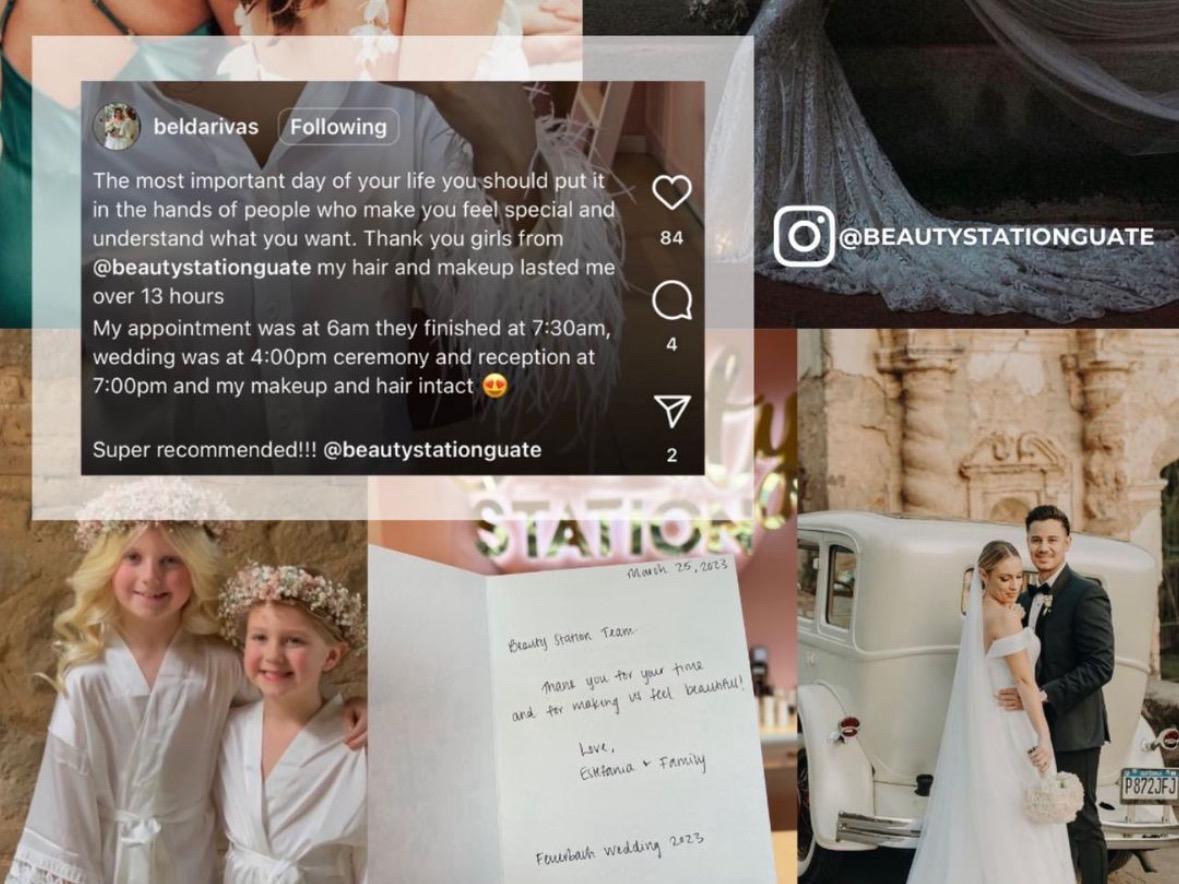 beldarivas
Following
The most important day of your life you should put it
in the hands of people who make you feel special and
understand what you want. Thank you girls from
@beautystationguate my hair and makeup lasted me
over 13 hours
My appointment was at 6am they finished at 7:30am,
wedding was at 4:00pm ceremony and reception at
7:00pm and my makeup and hair intact 😍
Super recommended!!! @beautystationguate
84
4
2
@BEAUTYSTATIONGUATE
STATION
March 25, 2023
Beauty Station Team
Thank you for your time
and for making us feel beautiful!
Love,
Estefania + Family
Feuerbach Wedding 2023
P872JFJ